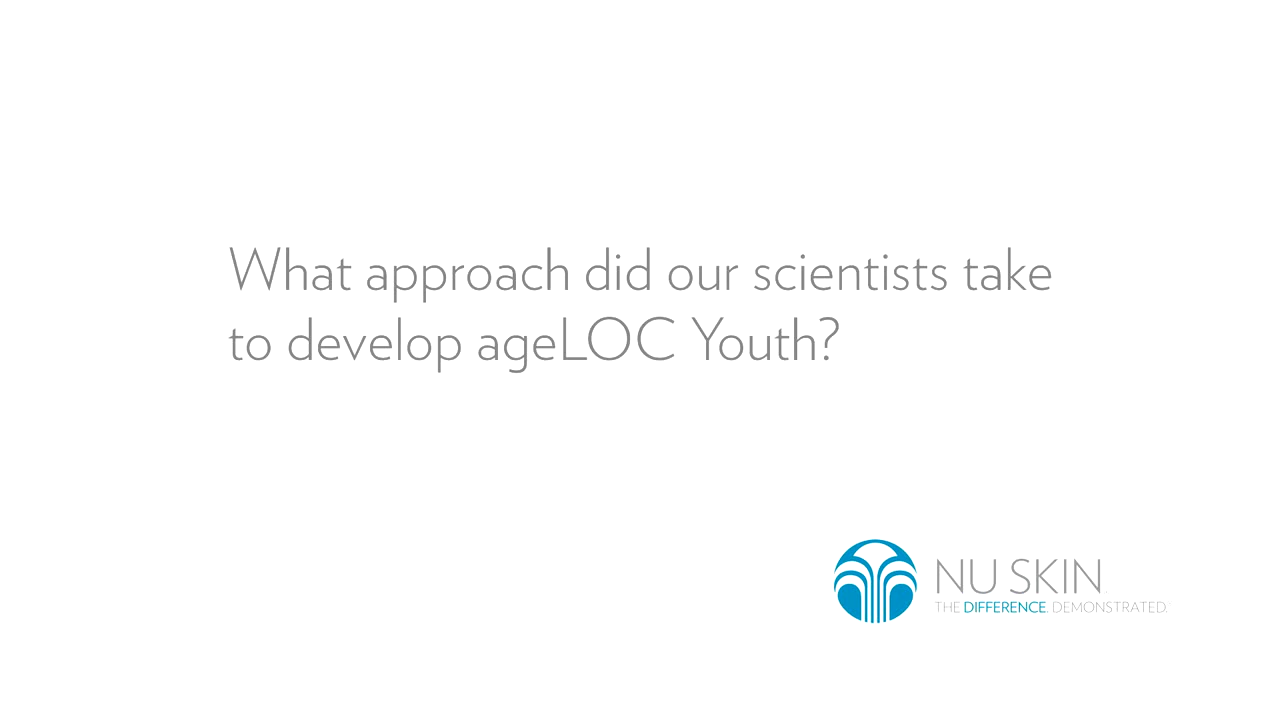 What approach did our scientists take
to develop ageLOC Youth?
NU SKIN
THE DIFFERENCE. DEMONSTRATED.